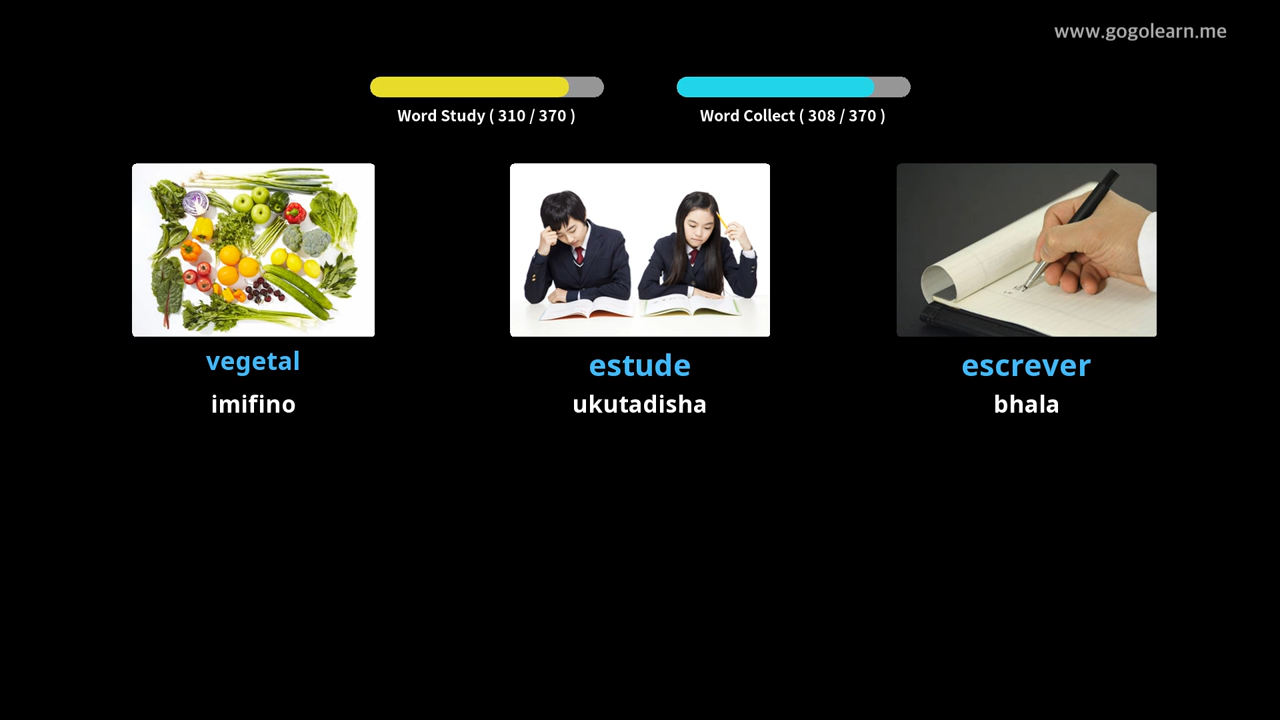 www.gogolearn.me
Word Study ( 310 / 370 )
Word Collect ( 308 / 370 )
vegetal
estude
escrever
imifino
ukutadisha
bhala